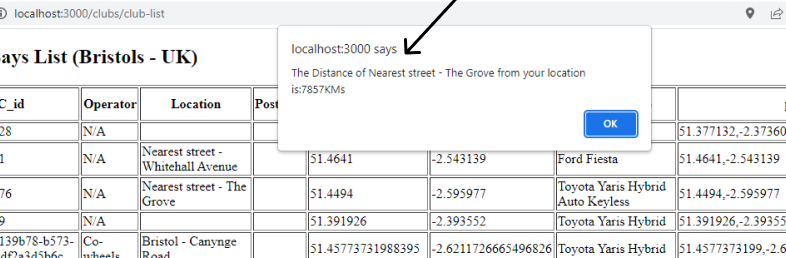 localhost:3000/clubs/club-list
ays List (Bristols - UK)
localhost:3000 says
The Distance of Nearest street - The Grove from your location
is:7857KMs
OK
C_id Operator Location Post
28 N/A 51.377132,-2.37360
1 N/A Nearest street - 51.4641 -2.543139 Ford Fiesta 51.4641,-2.543139
Whitehall Avenue
76 N/A Nearest street - The 51.4494 -2.595977 Toyota Yaris Hybrid 51.4494,-2.595977
Grove Auto Keyless
9 N/A 51.391926 -2.393552 Toyota Yaris Hybrid 51.391926,-2.39355
139b78-b573- Co- Bristol - Canynge 51.45773731988395 -2.6211726665496826 Toyota Yaris Hybrid 51.4577373199,-2.6
df2a3d5b6c wheels Road